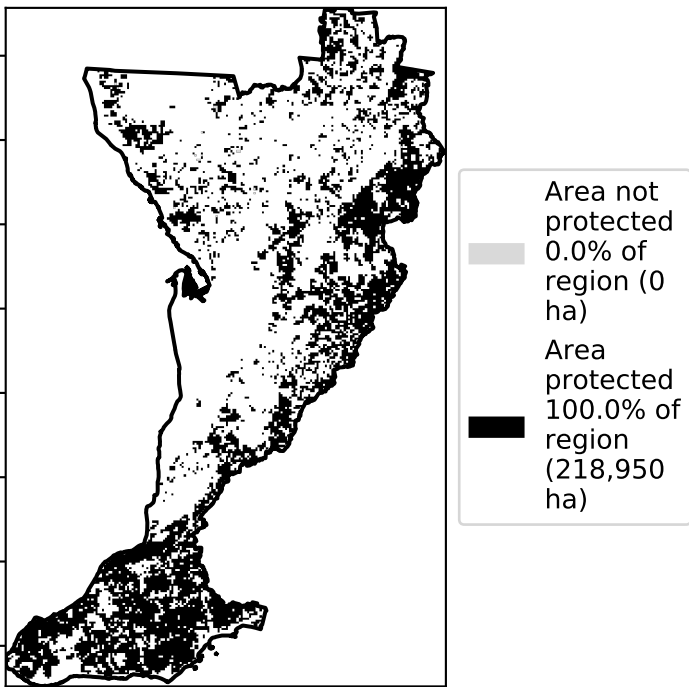 Area not
protected
0.0% of
region (0
ha)
Area
protected
100.0% of
region
(218,950
ha)